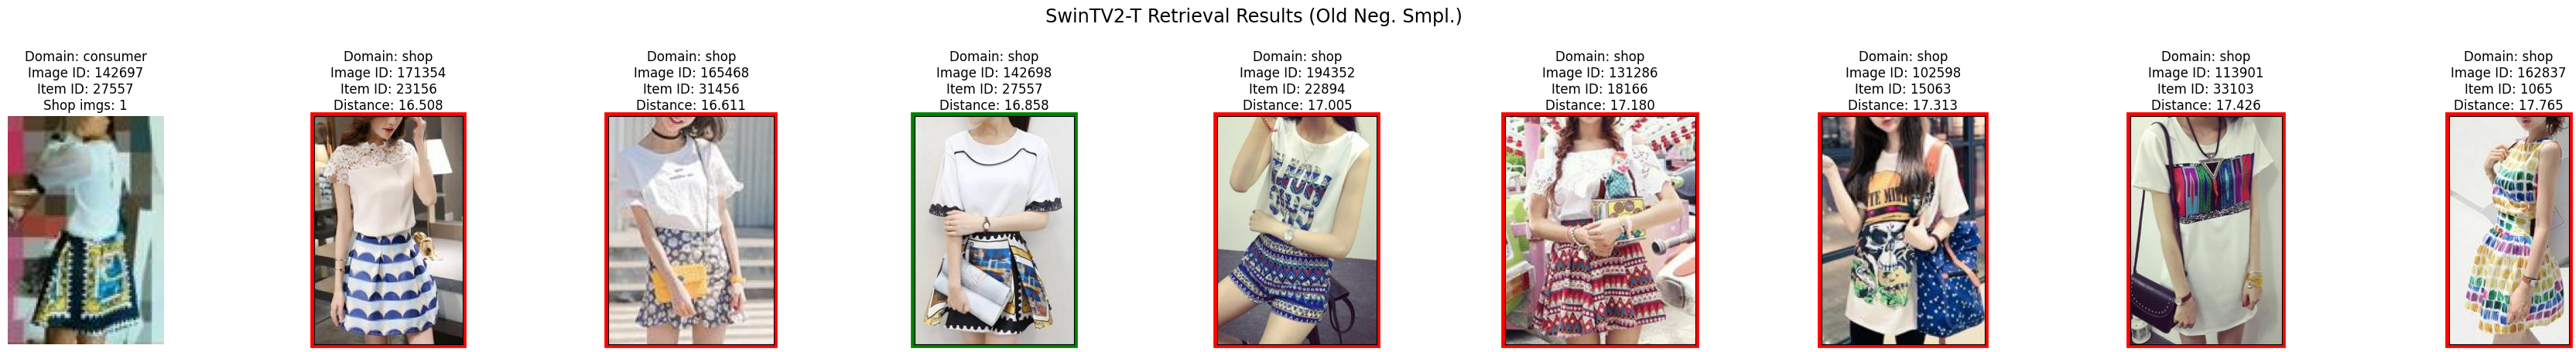 SwinTV2-T Retrieval Results (Old Neg. Smpl.)
Domain: consumer
Image ID: 142697
Item ID: 27557
Shop imgs: 1
Domain: shop
Image ID: 171354
Item ID: 23156
Distance: 16.508
Domain: shop
Image ID: 165468
Item ID: 31456
Distance: 16.611
Domain: shop
Image ID: 142698
Item ID: 27557
Distance: 16.858
Domain: shop
Image ID: 194352
Item ID: 22894
Distance: 17.005
Domain: shop
Image ID: 131286
Item ID: 18166
Distance: 17.180
Domain: shop
Image ID: 102598
Item ID: 15063
Distance: 17.313
Domain: shop
Image ID: 113901
Item ID: 33103
Distance: 17.426
Domain: shop
Image ID: 162837
Item ID: 1065
Distance: 17.765